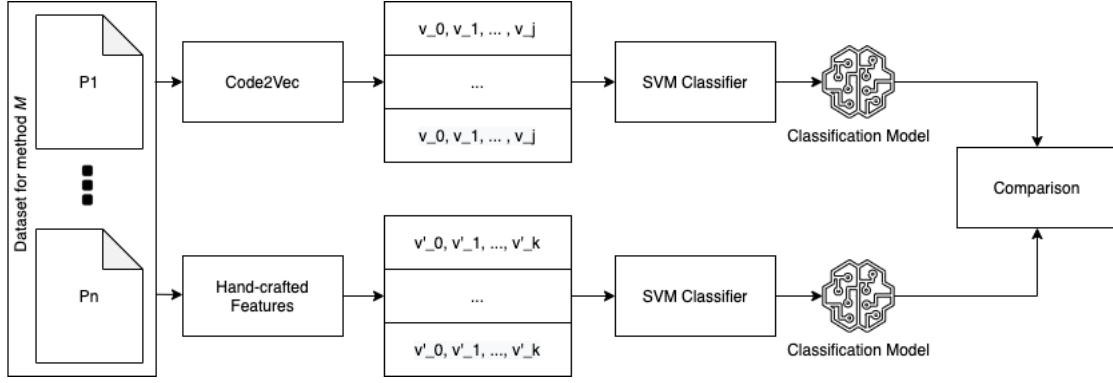 Dataset for method M
P1
Pn
Code2Vec
v_0, v_1, ... , v_j
...
v_0, v_1, ... , v_j
SVM Classifier
Classification Model
Comparison
Hand-crafted
Features
v'_0, v'_1, ..., v'_k
...
v'_0, v'_1, ..., v'_k
SVM Classifier
Classification Model